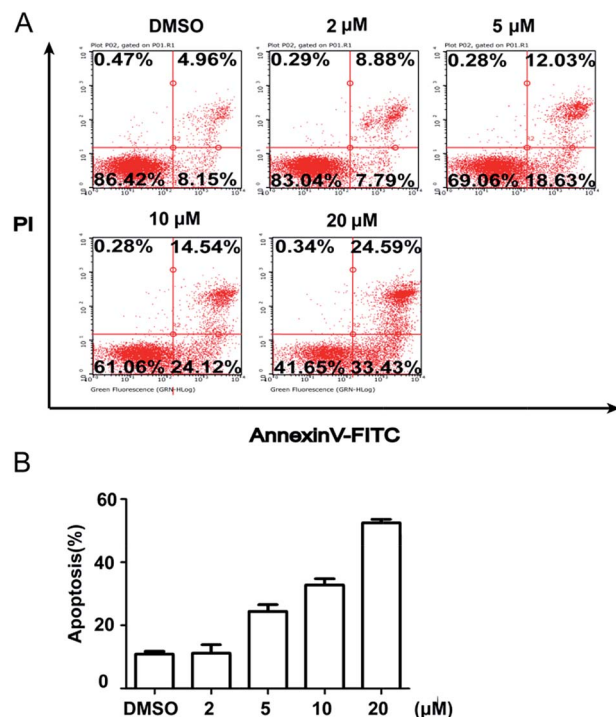 A
DMSO 2 µM 5 µM
Plot P02, gated on P01.R1 Plot P02, gated on P01.R1 Plot P02, gated on P01.R1
0.47% 4.96% 0.29% 8.88% 0.28% 12.03%
86.42% 8.15% 83.04% 7.79% 69.06% 18.63%
PI
10 µM 20 µM
0.28% 14.54% 0.34% 24.59%
61.06% 24.12% 41.65% 33.43%
Green Fluorescence (GRN-HLog) Green Fluorescence (GRN-HLog)
AnnexinV-FITC
B
Apoptosis(%)
60
40
20
0
DMSO 2 5 10 20 (µM)